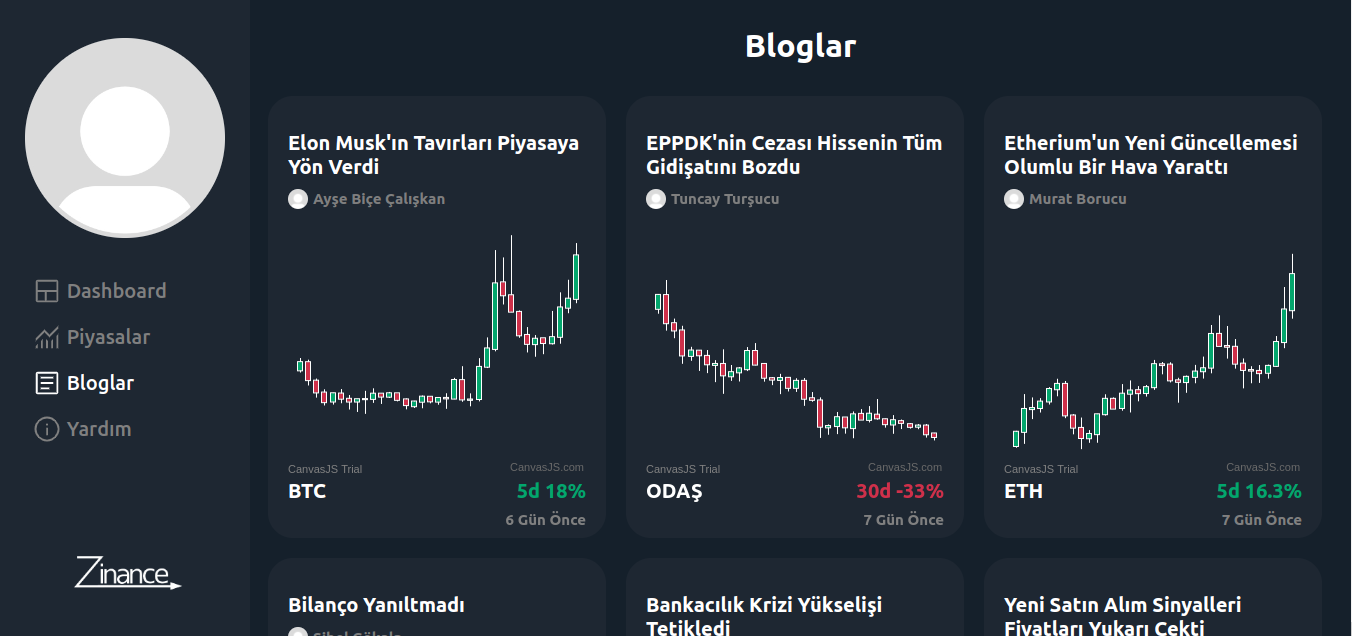 Dashboard
Piyasalar
Bloglar
Yardım
Zinance
Bloglar
Elon Musk'ın Tavırları Piyasaya
Yön Verdi
Ayşe Biçe Çalışkan
CanvasJS Trial
CanvasJS.com
BTC
5d 18%
6 Gün Önce
EPPDK'nin Cezası Hissenin Tüm
Gidişatını Bozdu
Tuncay Turşucu
CanvasJS Trial
CanvasJS.com
ODAŞ
30d -33%
7 Gün Önce
Etherium'un Yeni Güncellemesi
Olumlu Bir Hava Yarattı
Murat Borucu
CanvasJS Trial
CanvasJS.com
ETH
5d 16.3%
7 Gün Önce
Bilanço Yanıltmadı
Bankacılık Krizi Yükselişi
Tetikledi
Yeni Satın Alım Sinyalleri
Fiyatları Yukarı Çekti